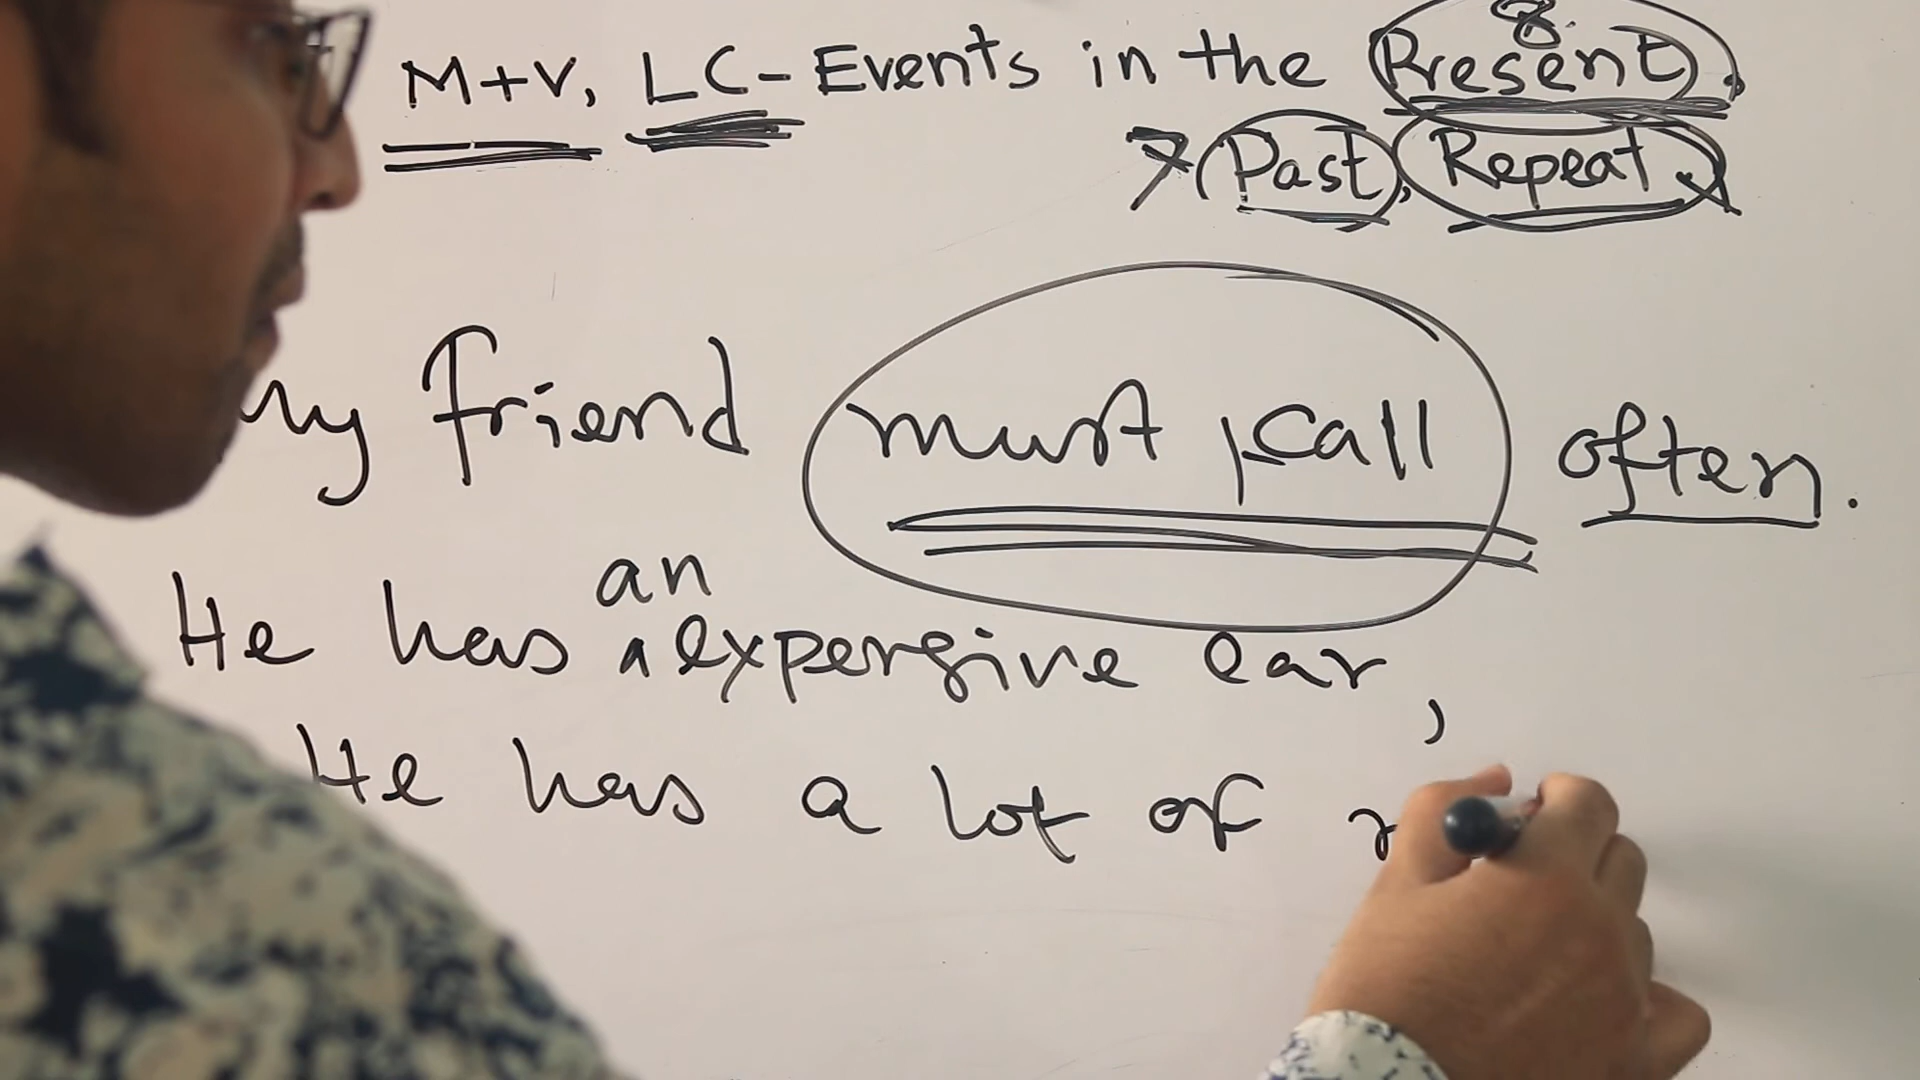 M+V, LC - Events in the Present.
Past, Repeat
My friend must call often.
an
He has expensive car,
He has a lot of